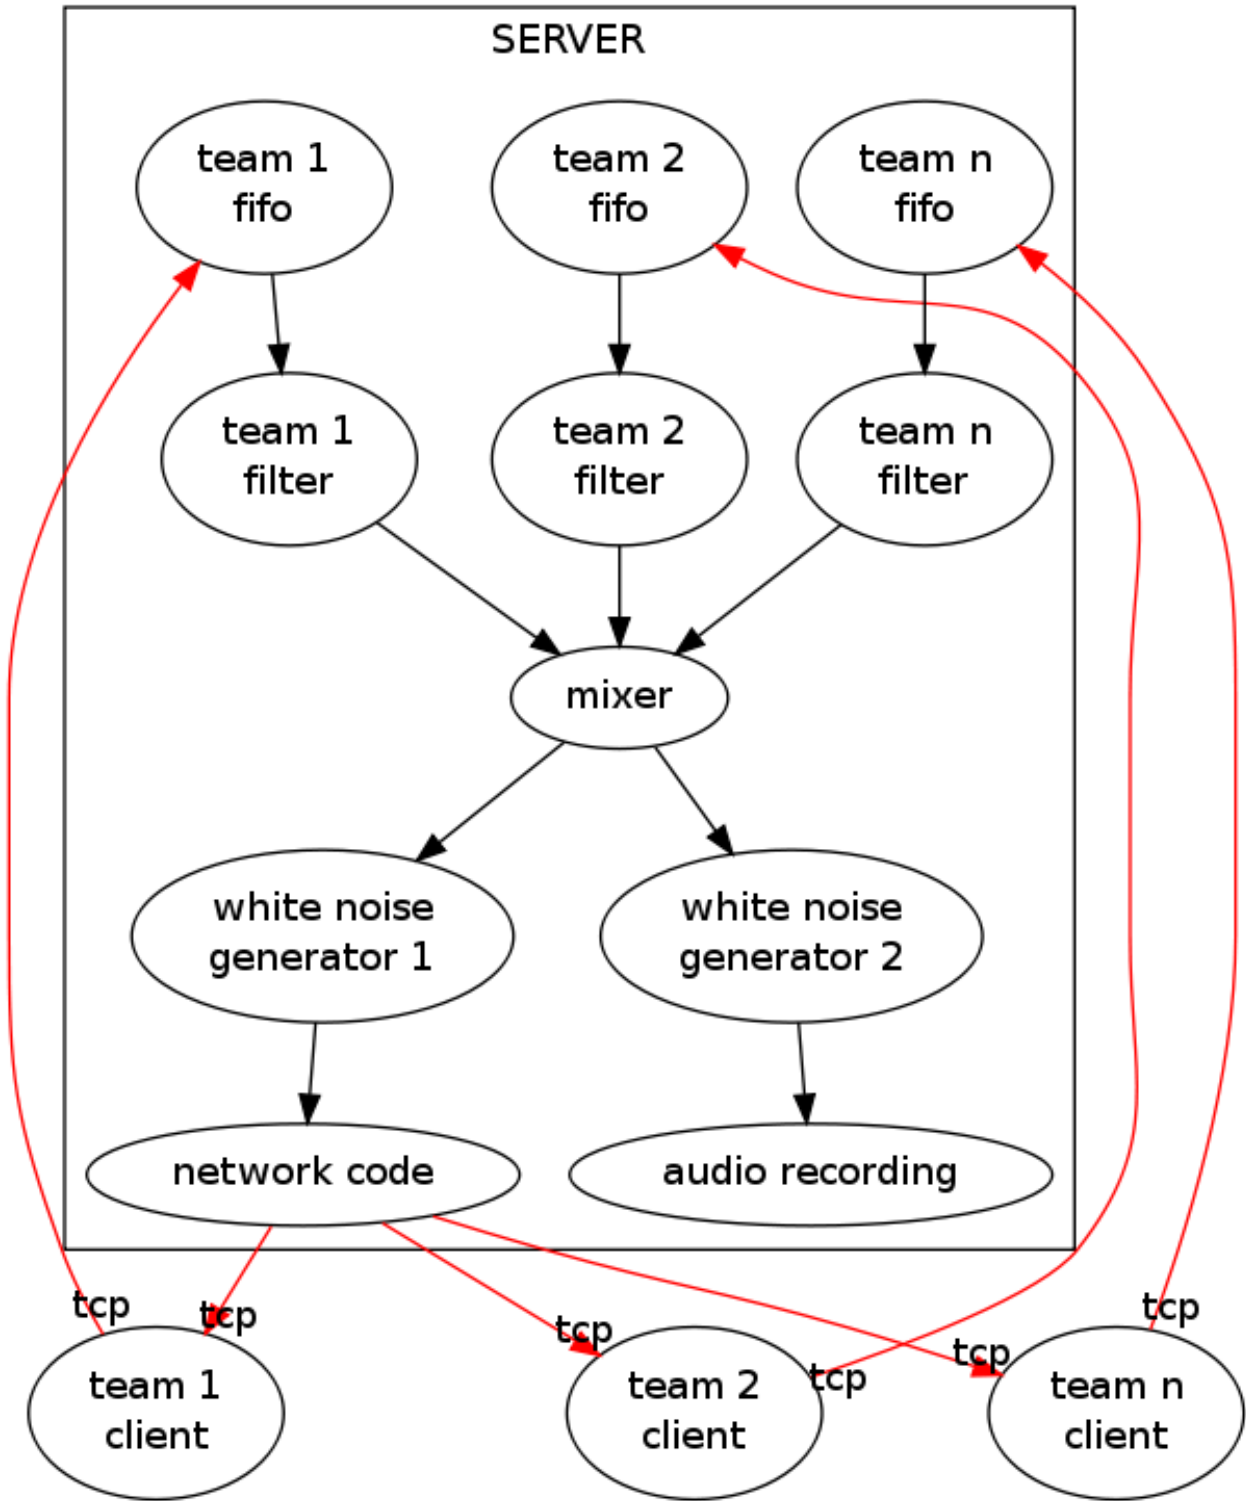 SERVER
team 1
fifo
team 2
fifo
team n
fifo
team 1
filter
team 2
filter
team n
filter
mixer
white noise
generator 1
white noise
generator 2
network code
audio recording
tcp
tcp
tcp
tcp
tcp
tcp
team 1
client
team 2
client
team n
client